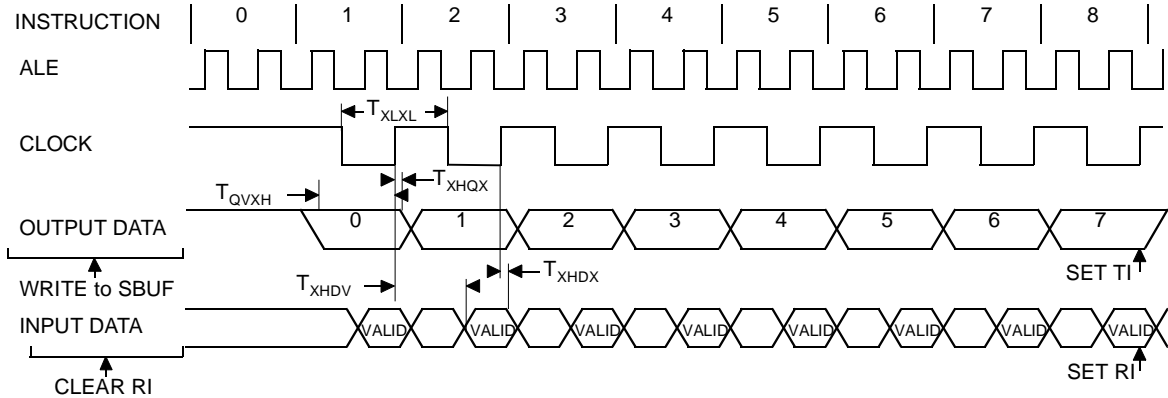 INSTRUCTION 0 1 2 3 4 5 6 7 8
ALE
TXLXL
CLOCK
TQVXH TXHQX
OUTPUT DATA 0 1 2 3 4 5 6 7
TXHDV TXHDX SET TI
WRITE to SBUF
INPUT DATA VALID VALID VALID VALID VALID VALID VALID VALID
SET RI
CLEAR RI